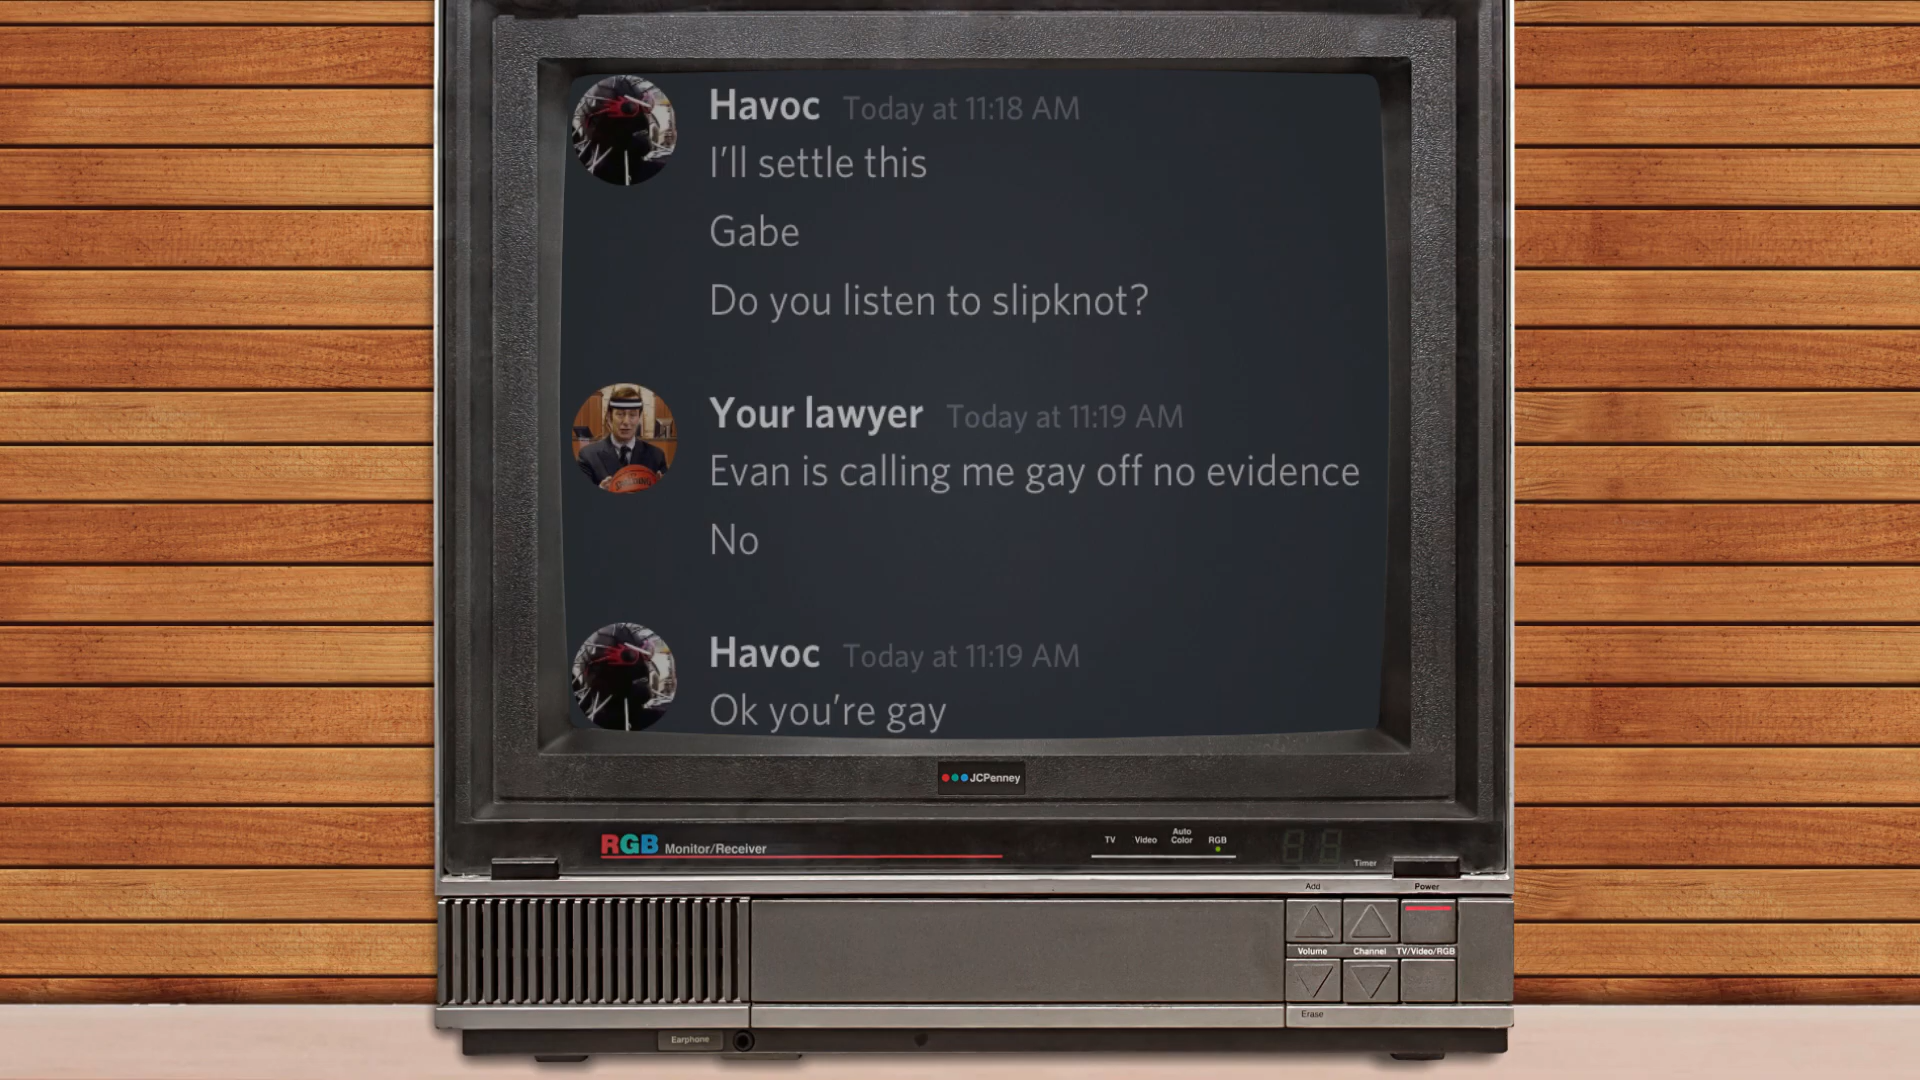 Havoc Today at 11:18 AM
I'll settle this
Gabe
Do you listen to slipknot?
Your lawyer Today at 11:19 AM
Evan is calling me gay off no evidence
No
Havoc Today at 11:19 AM
Ok you're gay
JCPenney
RGB Monitor/Receiver
TV Video Auto Color RGB
Timer
Add Power
Volume Channel TV/Video/RGB
Erase
Earphone